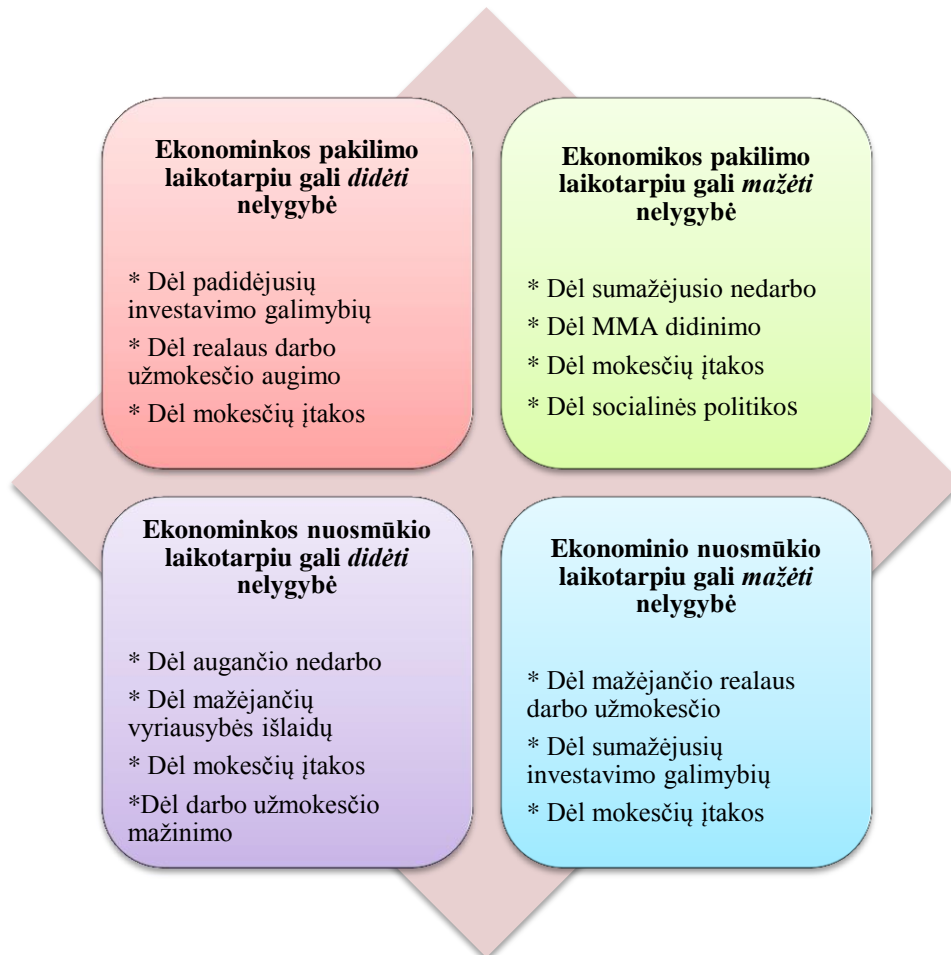 Ekonominkos pakilimo
laikotarpiu gali didėti
nelygybė
* Dėl padidėjusių
investavimo galimybių
* Dėl realaus darbo
užmokesčio augimo
* Dėl mokesčių įtakos
Ekonomikos pakilimo
laikotarpiu gali mažėti
nelygybė
* Dėl sumažėjusio nedarbo
* Dėl MMA didinimo
* Dėl mokesčių įtakos
* Dėl socialinės politikos
Ekonominkos nuosmūkio
laikotarpiu gali didėti
nelygybė
* Dėl augančio nedarbo
* Dėl mažėjančių
vyriausybės išlaidų
* Dėl mokesčių įtakos
*Dėl darbo užmokesčio
mažinimo
Ekonominio nuosmūkio
laikotarpiu gali mažėti
nelygybė
* Dėl mažėjančio realaus
darbo užmokesčio
* Dėl sumažėjusių
investavimo galimybių
* Dėl mokesčių įtakos